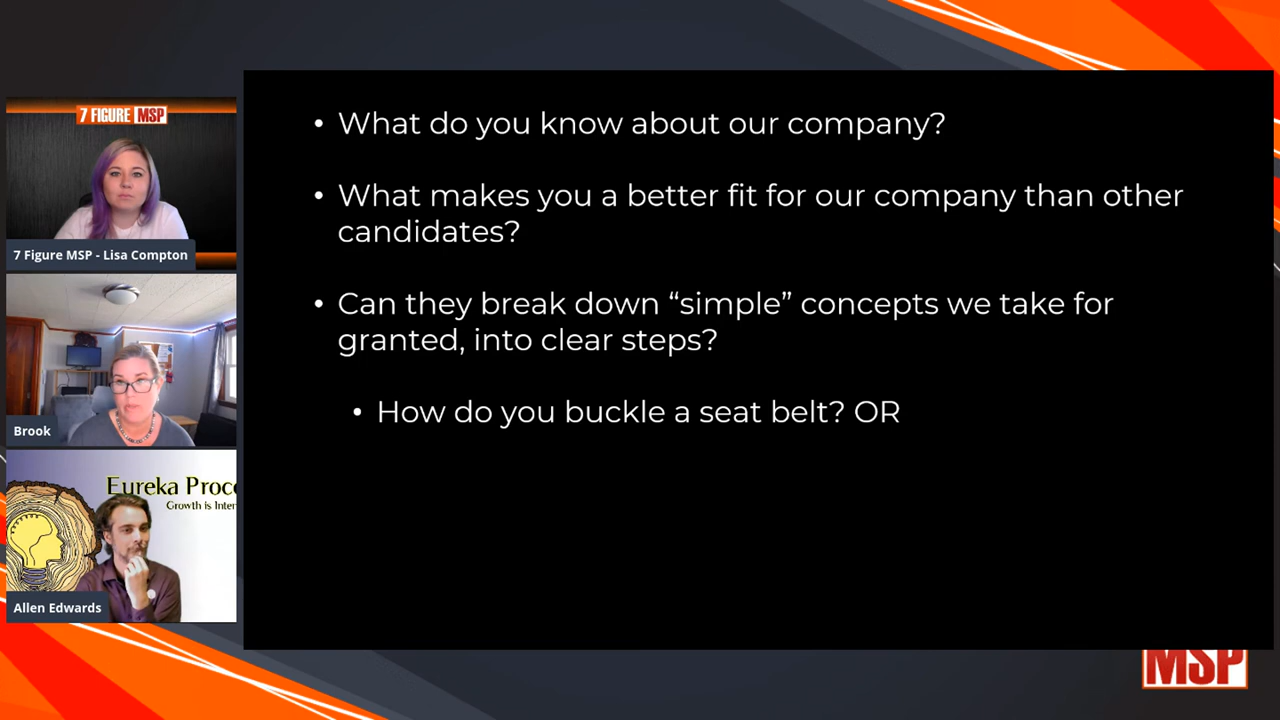 7 FIGURE MSP
7 Figure MSP - Lisa Compton
Brook
Eureka Proc
Growth is Inter
Allen Edwards
• What do you know about our company?
• What makes you a better fit for our company than other
candidates?
• Can they break down “simple” concepts we take for
granted, into clear steps?
• How do you buckle a seat belt? OR
MSP